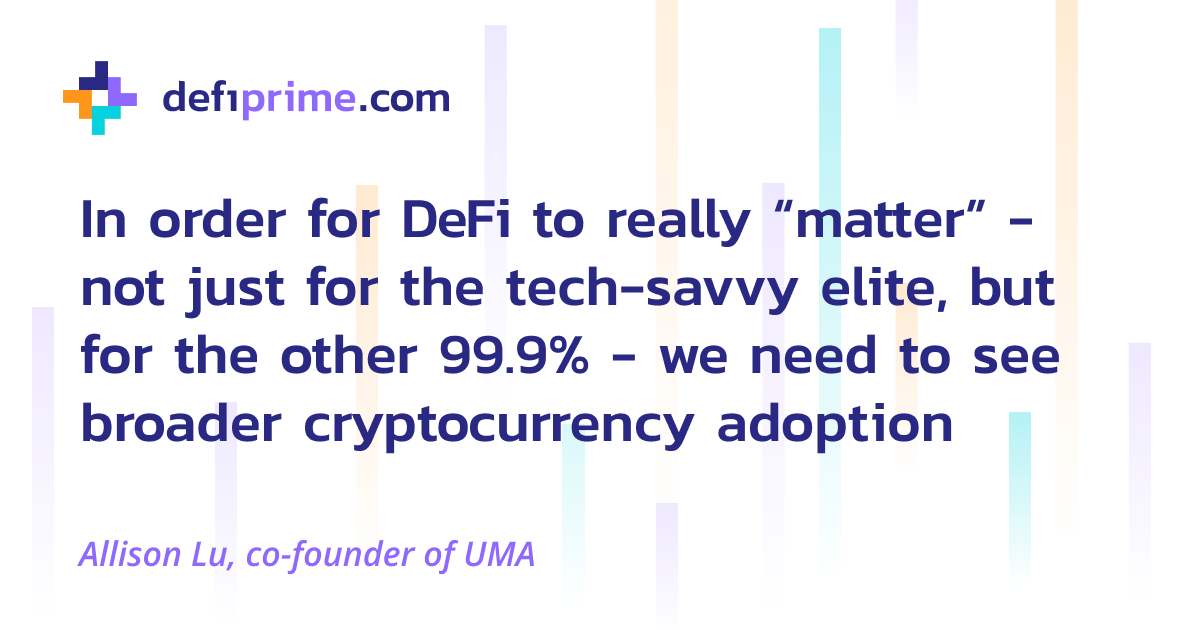 defiprime.com
In order for DeFi to really “matter” -
not just for the tech-savvy elite, but
for the other 99.9% - we need to see
broader cryptocurrency adoption
Allison Lu, co-founder of UMA